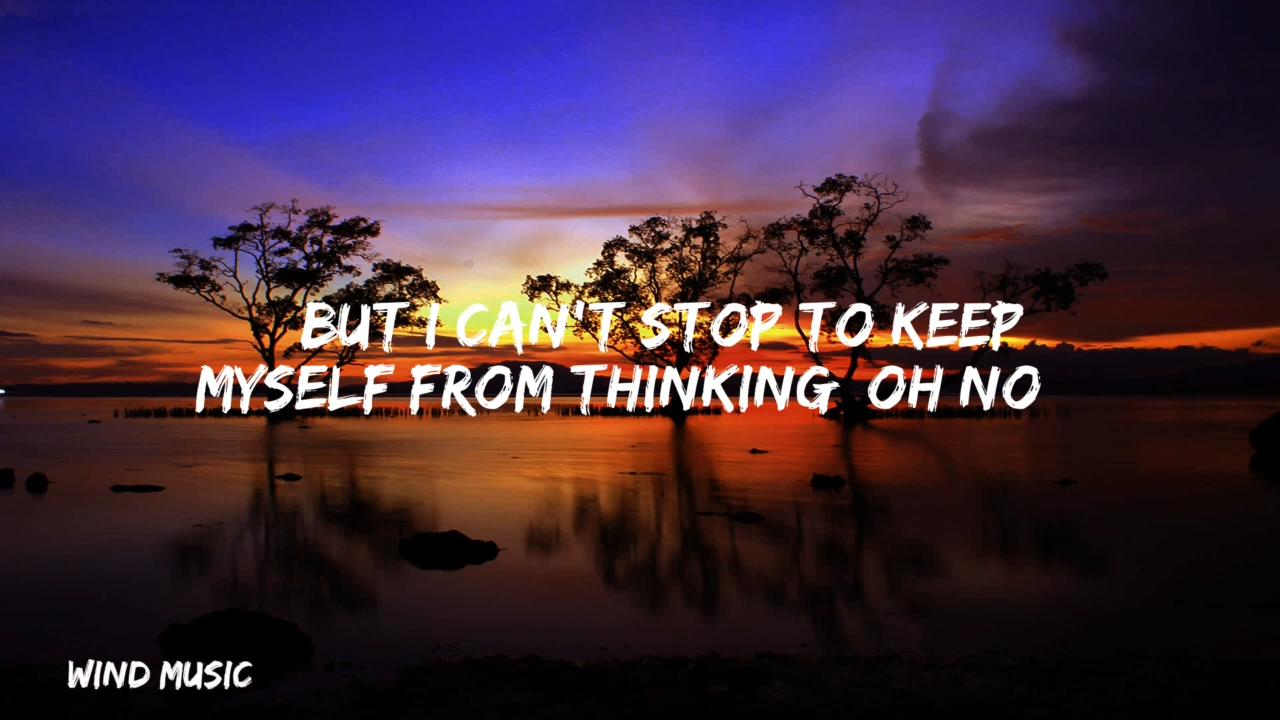 BUT I CAN'T STOP TO KEEP
MYSELF FROM THINKING OH NO
WIND MUSIC